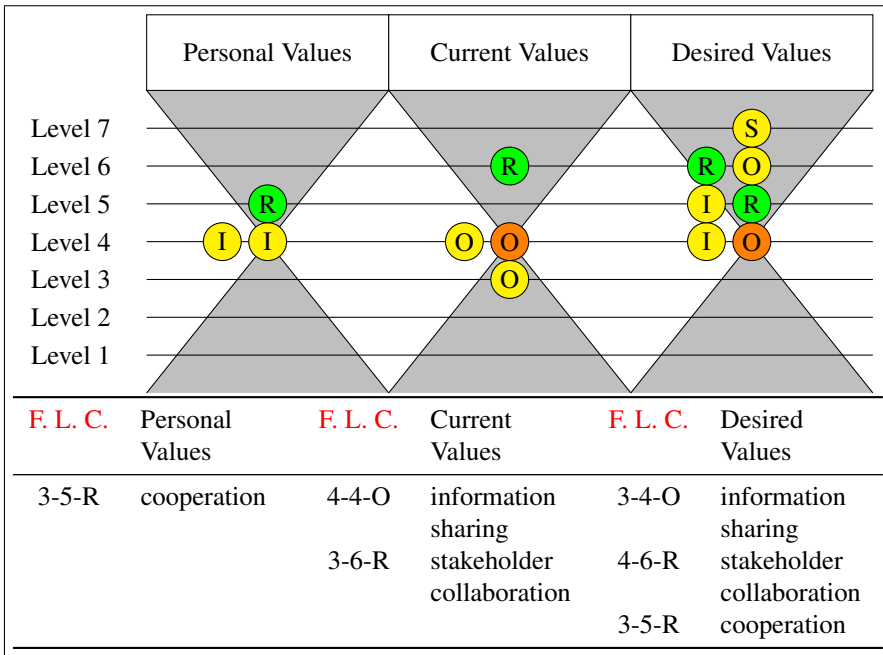 Personal Values Current Values Desired Values
Level 7 S
Level 6 R R O
Level 5 R I R
Level 4 I I O O I O
Level 3 O
Level 2
Level 1
F. L. C. Personal F. L. C. Current F. L. C. Desired
Values Values Values
3-5-R cooperation 4-4-O information 3-4-O information
sharing sharing
3-6-R stakeholder 4-6-R stakeholder
collaboration collaboration
3-5-R cooperation